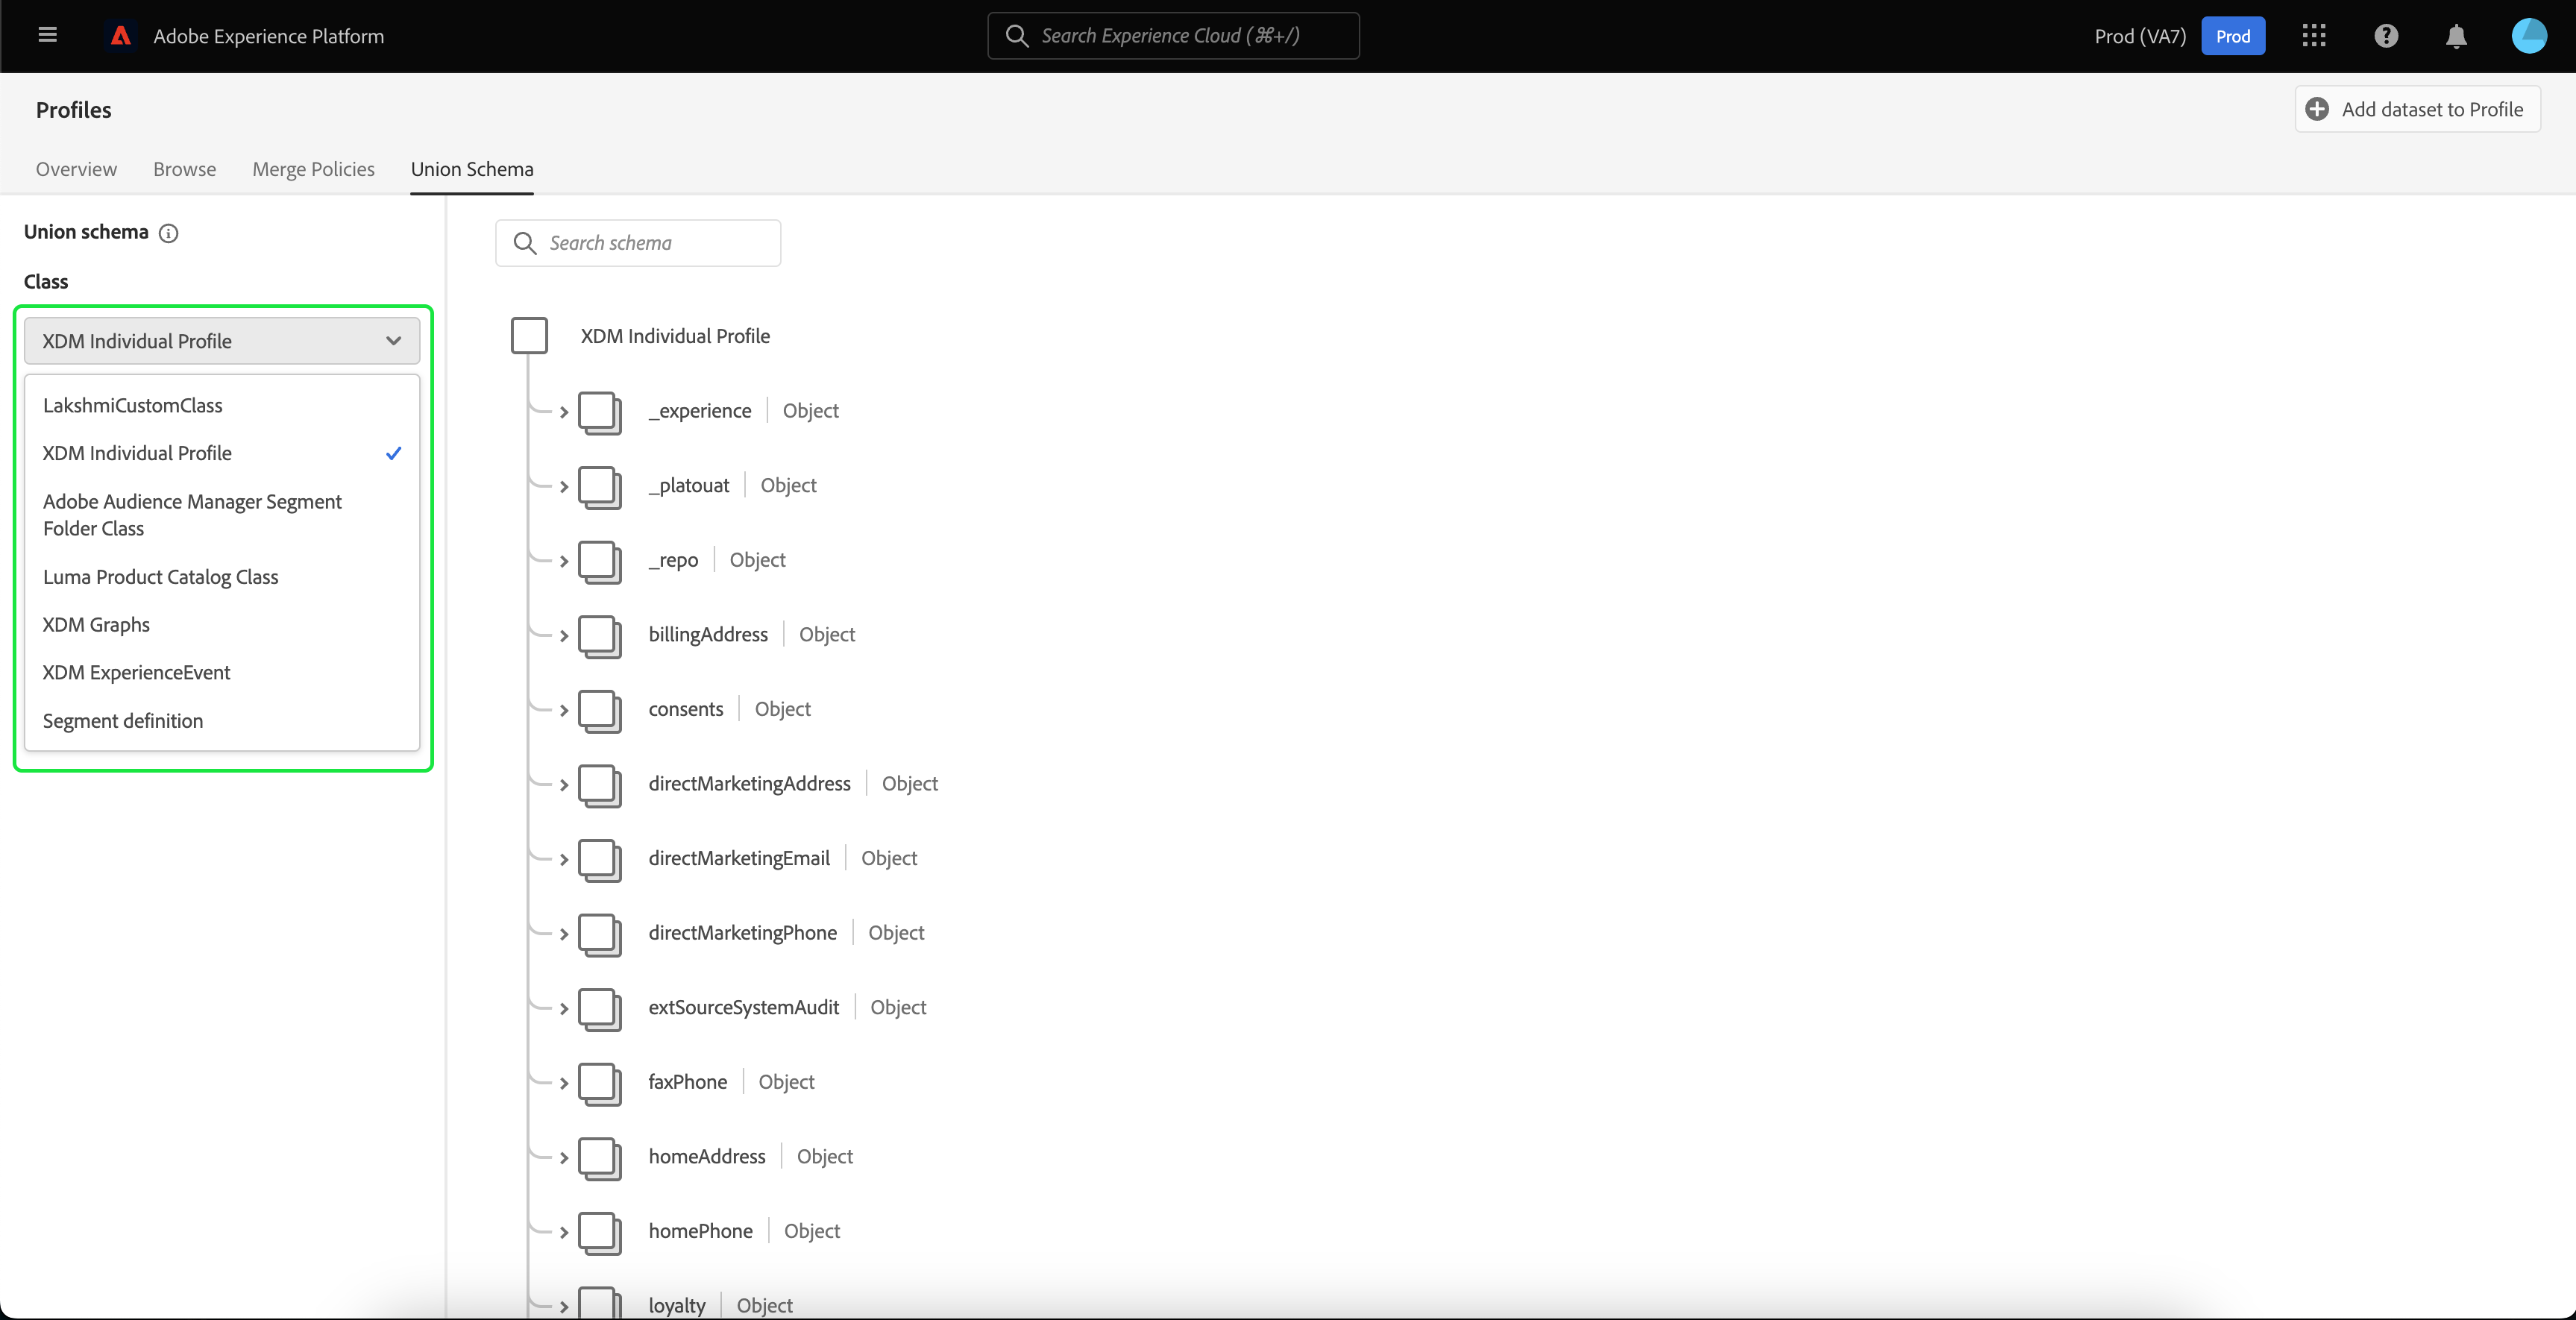 Adobe Experience Platform
Search Experience Cloud (⌘+/)
Prod (VA7)
Prod
Profiles
Add dataset to Profile
Overview
Browse
Merge Policies
Union Schema
Union schema
Class
XDM Individual Profile
LakshmiCustomClass
XDM Individual Profile
Adobe Audience Manager Segment
Folder Class
Luma Product Catalog Class
XDM Graphs
XDM ExperienceEvent
Segment definition
Search schema
XDM Individual Profile
_experience | Object
_platouat | Object
_repo | Object
billingAddress | Object
consents | Object
directMarketingAddress | Object
directMarketingEmail | Object
directMarketingPhone | Object
extSourceSystemAudit | Object
faxPhone | Object
homeAddress | Object
homePhone | Object
loyalty | Object